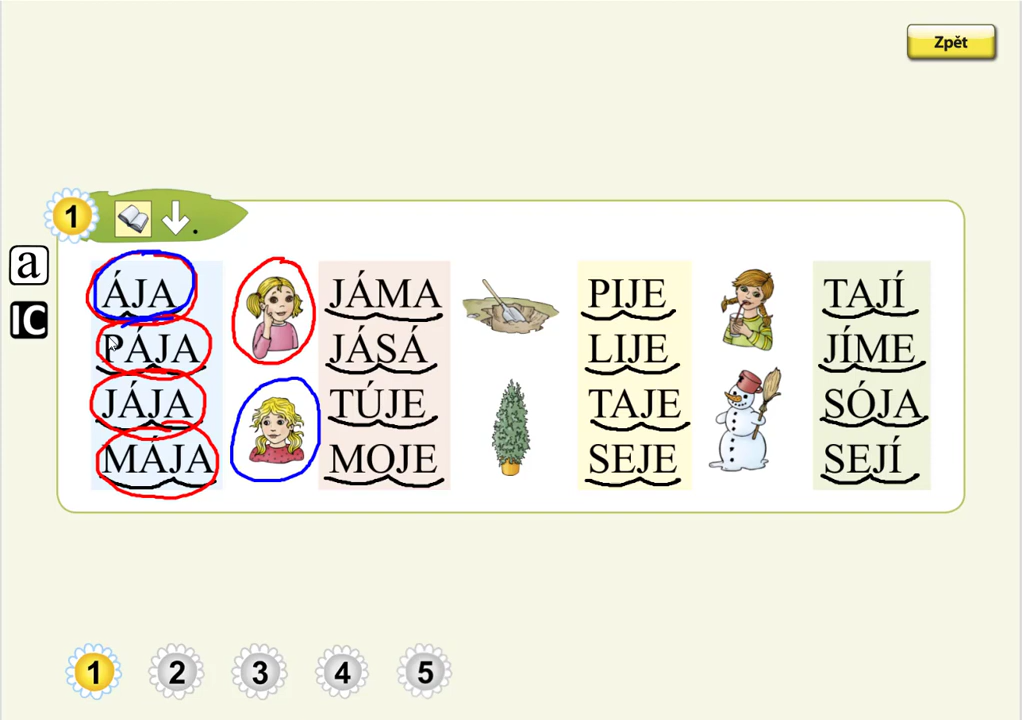 Zpět
1 .
a
IC
ÁJA
PÁJA
JÁJA
MÁJA
JÁMA
JÁSÁ
TÚJE
MOJE
PIJE
LIJE
TAJE
SEJE
TAJÍ
JÍME
SÓJA
SEJÍ
1 2 3 4 5